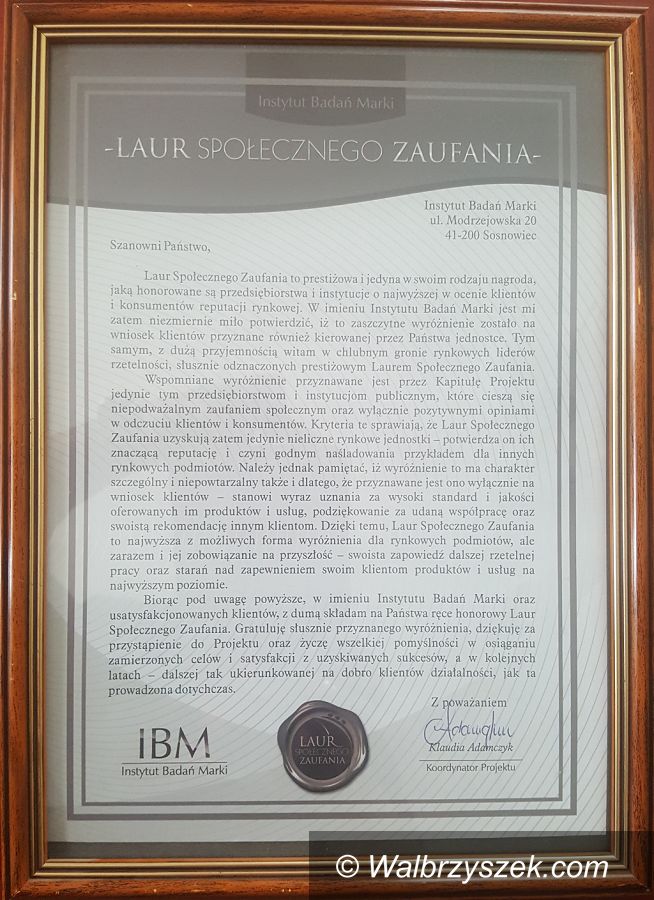 Instytut Badań Marki
-LAUR SPOŁECZNEGO ZAUFANIA-
Instytut Badań Marki
ul. Modrzejowska 20
41-200 Sosnowiec
Szanowni Państwo,
Laur Społecznego Zaufania to prestiżowa i jedyna w swoim rodzaju nagroda,
jaką honorowane są przedsiębiorstwa i instytucje o najwyższej w ocenie klientów
i konsumentów reputacji rynkowej. W imieniu Instytutu Badań Marki jest mi
zatem niezmiernie miło potwierdzić, iż to zaszczytne wyróżnienie zostało na
wniosek klientów przyznane również kierowanej przez Państwa jednostce. Tym
samym, z dużą przyjemnością witam w chlubnym gronie rynkowych liderów
rzetelności, słusznie odznaczonych prestiżowym Laurem Społecznego Zaufania.
Wspomniane wyróżnienie przyznawane jest przez Kapitułę Projektu
jedynie tym przedsiębiorstwom i instytucjom publicznym, które cieszą się
niepodważalnym zaufaniem społecznym oraz wyłącznie pozytywnymi opiniami
w odczuciu klientów i konsumentów. Kryteria te sprawiają, że Laur Społecznego
Zaufania uzyskują zatem jedynie nieliczne rynkowe jednostki – potwierdza on ich
znaczącą reputację i czyni godnym naśladowania przykładem dla innych
rynkowych podmiotów. Należy jednak pamiętać, iż wyróżnienie to ma charakter
szczególny i niepowtarzalny także i dlatego, że przyznawane jest ono wyłącznie na
wniosek klientów – stanowi wyraz uznania za wysoki standard i jakości
oferowanych im produktów i usług, podziękowanie za udaną współpracę oraz
swoistą rekomendację innym klientom. Dzięki temu, Laur Społecznego Zaufania
to najwyższa z możliwych forma wyróżnienia dla rynkowych podmiotów, ale
zarazem i jej zobowiązanie na przyszłość – swoista zapowiedź dalszej rzetelnej
pracy oraz starań nad zapewnieniem swoim klientom produktów i usług na
najwyższym poziomie.
Biorąc pod uwagę powyższe, w imieniu Instytutu Badań Marki oraz
usatysfakcjonowanych klientów, z dumą składam na Państwa ręce honorowy Laur
Społecznego Zaufania. Gratuluję słusznie przyznanego wyróżnienia, dziękuję za
przystąpienie do Projektu oraz życzę wszelkiej pomyślności w osiąganiu
zamierzonych celów i satysfakcji z uzyskiwanych sukcesów, a w kolejnych
latach – dalszej tak ukierunkowanej na dobro klientów działalności, jak ta
prowadzona dotychczas.
Z poważaniem
Klaudia Adamczyk
Koordynator Projektu
IBM
Instytut Badań Marki
LAUR
SPOŁECZNEGO
ZAUFANIA
© Walbrzyszek.com